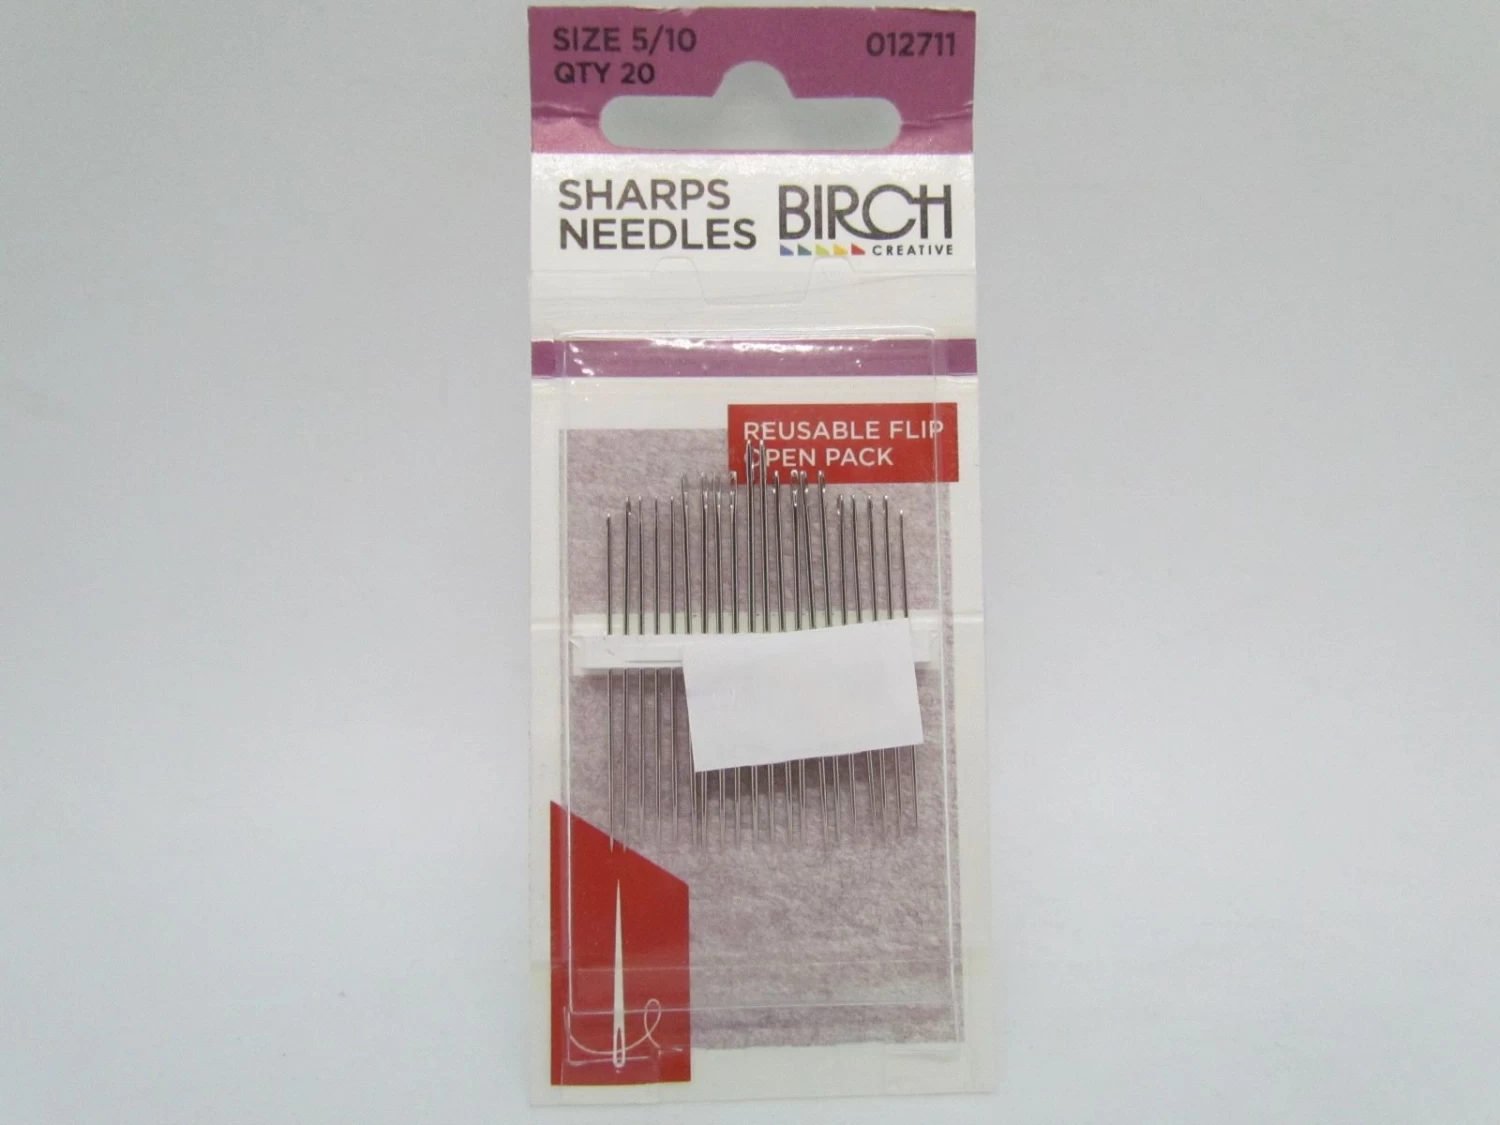 SIZE 5/10
QTY 20
012711
SHARPS
NEEDLES
BIRCH
CREATIVE
REUSABLE FLIP
OPEN PACK